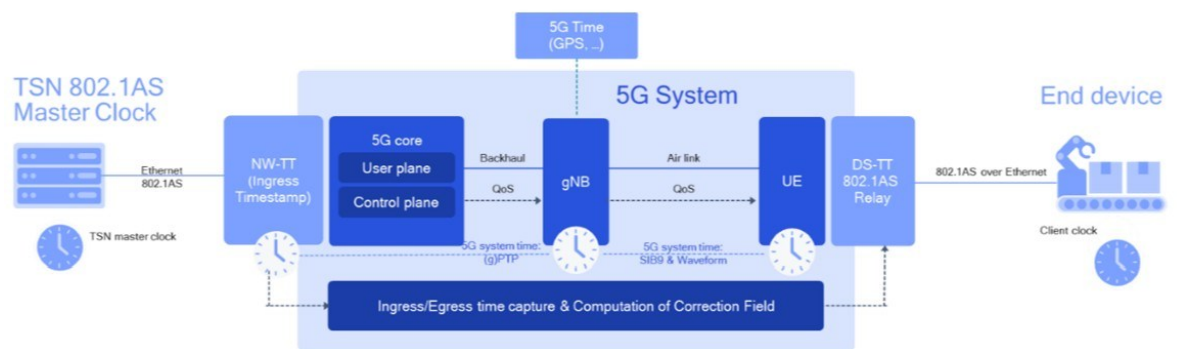 5G Time
(GPS, ..)
TSN 802.1AS
Master Clock
5G System
End device
Ethernet
802.1AS
TSN master clock
NW-TT
(Ingress
Timestamp)
5G core
User plane
Control plane
Backhaul
QoS
gNB
Air link
QoS
UE
DS-TT
802.1AS
Relay
802.1AS over Ethernet
Client clock
5G system time:
(g)PTP
5G system time:
SIB9 & Waveform
Ingress/Egress time capture & Computation of Correction Field